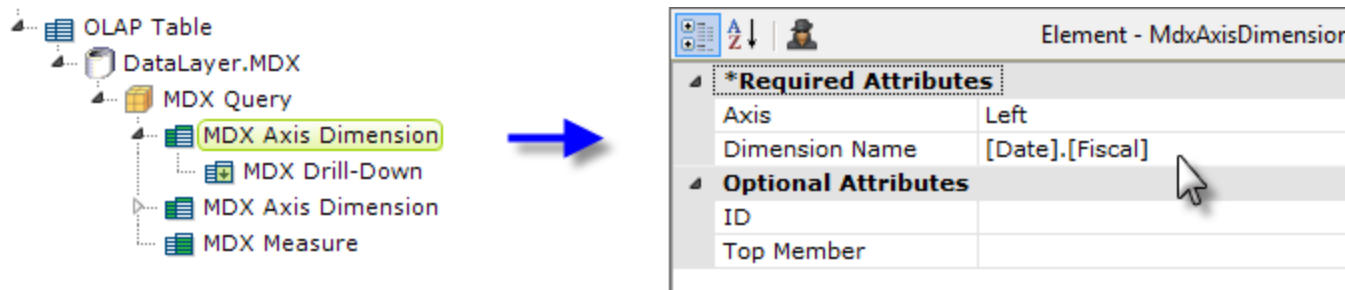 OLAP Table
DataLayer.MDX
MDX Query
MDX Axis Dimension
MDX Drill-Down
MDX Axis Dimension
MDX Measure
A
Z
Element - MdxAxisDimension
*Required Attributes
Axis Left
Dimension Name [Date].[Fiscal]
Optional Attributes
ID
Top Member